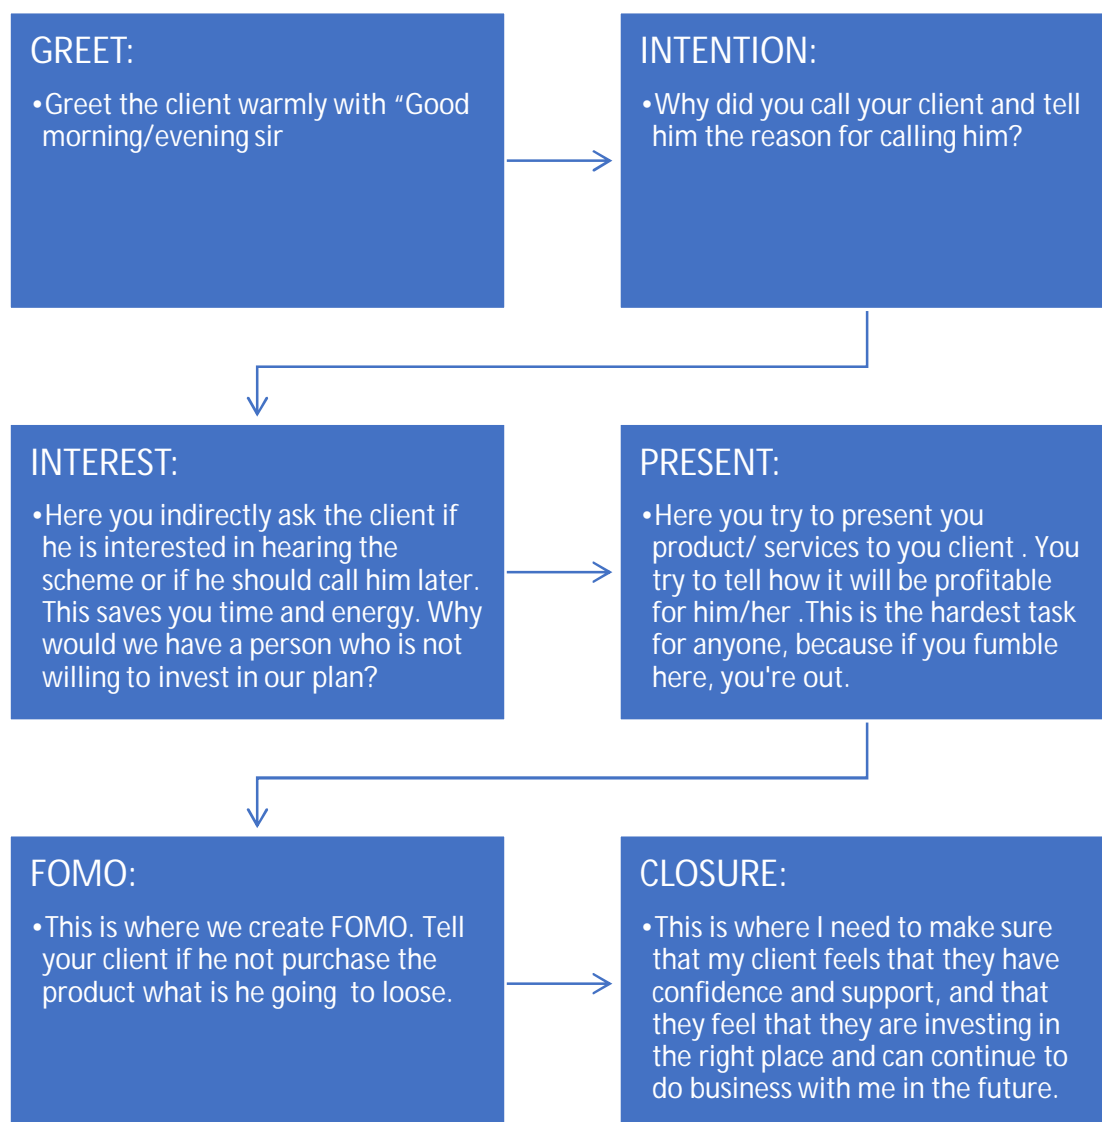 GREET:
•Greet the client warmly with “Good
morning/evening sir
INTENTION:
•Why did you call your client and tell
him the reason for calling him?
INTEREST:
•Here you indirectly ask the client if
he is interested in hearing the
scheme or if he should call him later.
This saves you time and energy. Why
would we have a person who is not
willing to invest in our plan?
PRESENT:
•Here you try to present you
product/ services to you client . You
try to tell how it will be profitable
for him/her .This is the hardest task
for anyone, because if you fumble
here, you're out.
FOMO:
•This is where we create FOMO. Tell
your client if he not purchase the
product what is he going  to loose.
CLOSURE:
•This is where I need to make sure
that my client feels that they have
confidence and support, and that
they feel that they are investing in
the right place and can continue to
do business with me in the future.